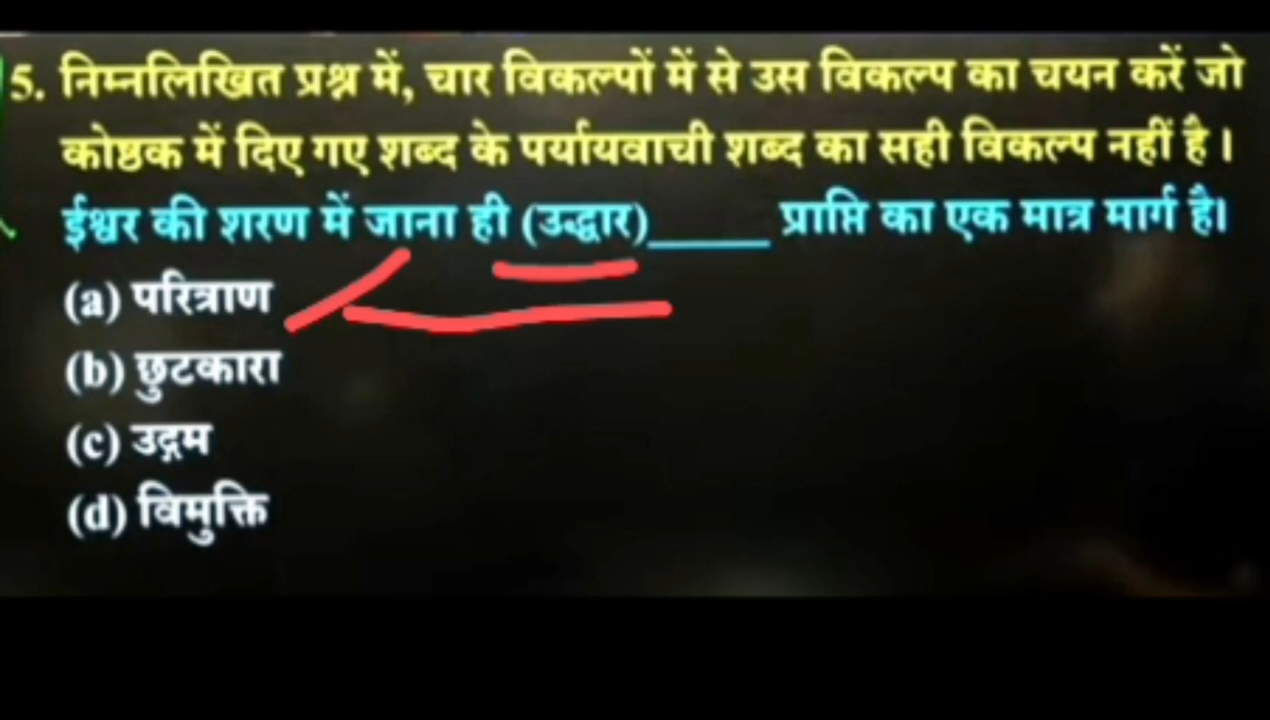 5. निम्नलिखित प्रश्न में, चार विकल्पों में से उस विकल्प का चयन करें जो
कोष्ठक में दिए गए शब्द के पर्यायवाची शब्द का सही विकल्प नहीं है।
ईश्वर की शरण में जाना ही (उद्धार)______ प्राप्ति का एक मात्र मार्ग है।
(a) परित्राण
(b) छुटकारा
(c) उद्गम
(d) विमुक्ति